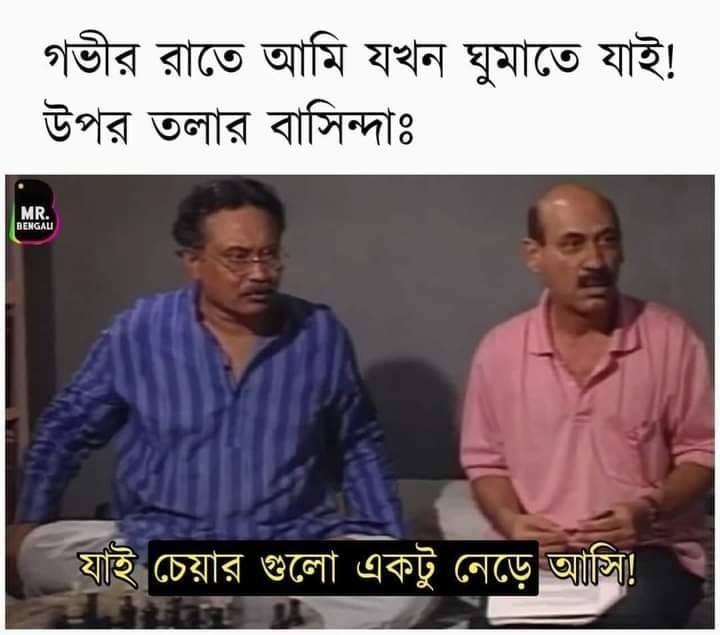 গভীর রাতে আমি যখন ঘুমাতে যাই!
উপর তলার বাসিন্দাঃ
MR.
BENGALI
যাই চেয়ার গুলো একটু নেড়ে আসি!